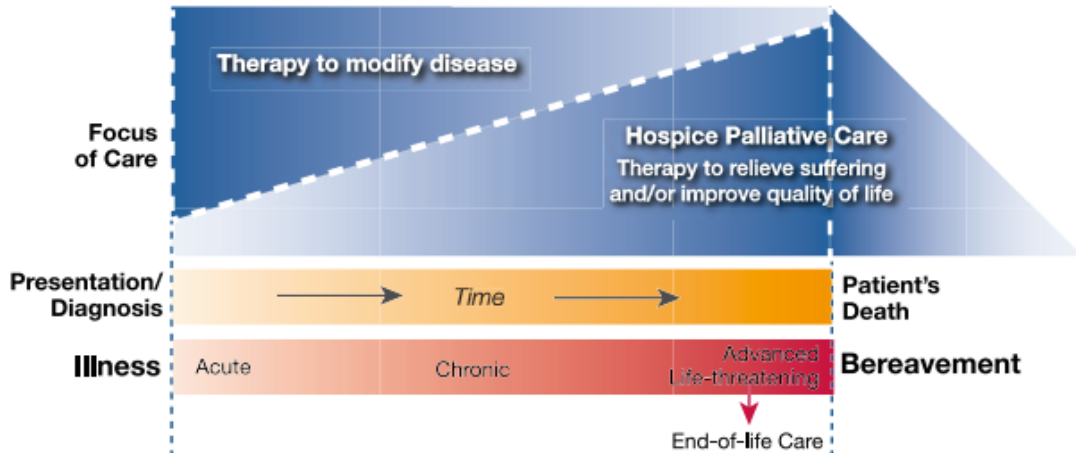 Therapy to modify disease
Focus
of Care
Hospice Palliative Care
Therapy to relieve suffering
and/or improve quality of life
Presentation/
Diagnosis
Time
Patient's
Death
Illness
Acute
Chronic
Advanced
Life-threatening
Bereavement
End-of-life Care